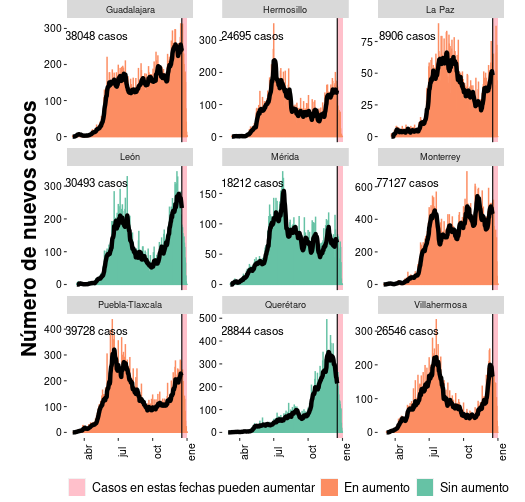 Número de nuevos casos
Guadalajara
Hermosillo
La Paz
38048 casos
24695 casos
8906 casos
300
200
100
0
300
200
100
0
75
50
25
0
León
Mérida
Monterrey
30493 casos
18212 casos
77127 casos
300
200
100
0
150
100
50
0
600
400
200
0
Puebla-Tlaxcala
Querétaro
Villahermosa
39728 casos
28844 casos
26546 casos
400
300
200
100
0
500
400
300
200
100
0
300
200
100
0
abr
jul
oct
ene
abr
jul
oct
ene
abr
jul
oct
ene
Casos en estas fechas pueden aumentar
En aumento
Sin aumento